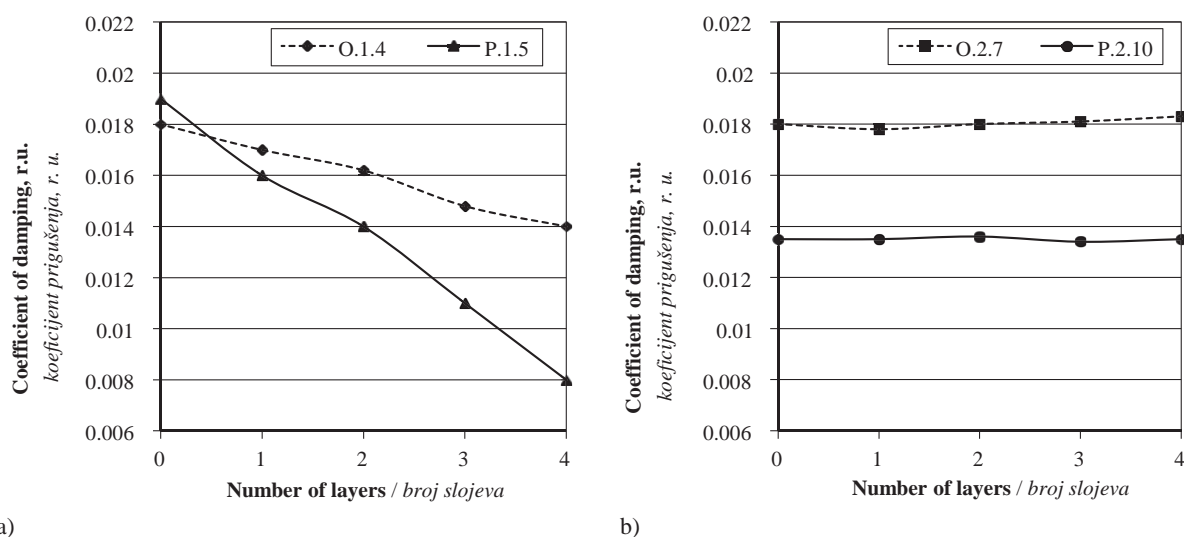 0.022
0.02
0.018
0.016
0.014
0.012
0.01
0.008
0.006
O.1.4 P.1.5
Coefficient of damping, r.u.
koeficijent prigušenja, r. u.
0 1 2 3 4
Number of layers / broj slojeva
a)
0.022
0.02
0.018
0.016
0.014
0.012
0.01
0.008
0.006
O.2.7 P.2.10
Coefficient of damping, r.u.
koeficijent prigušenja, r. u.
0 1 2 3 4
Number of layers / broj slojeva
b)